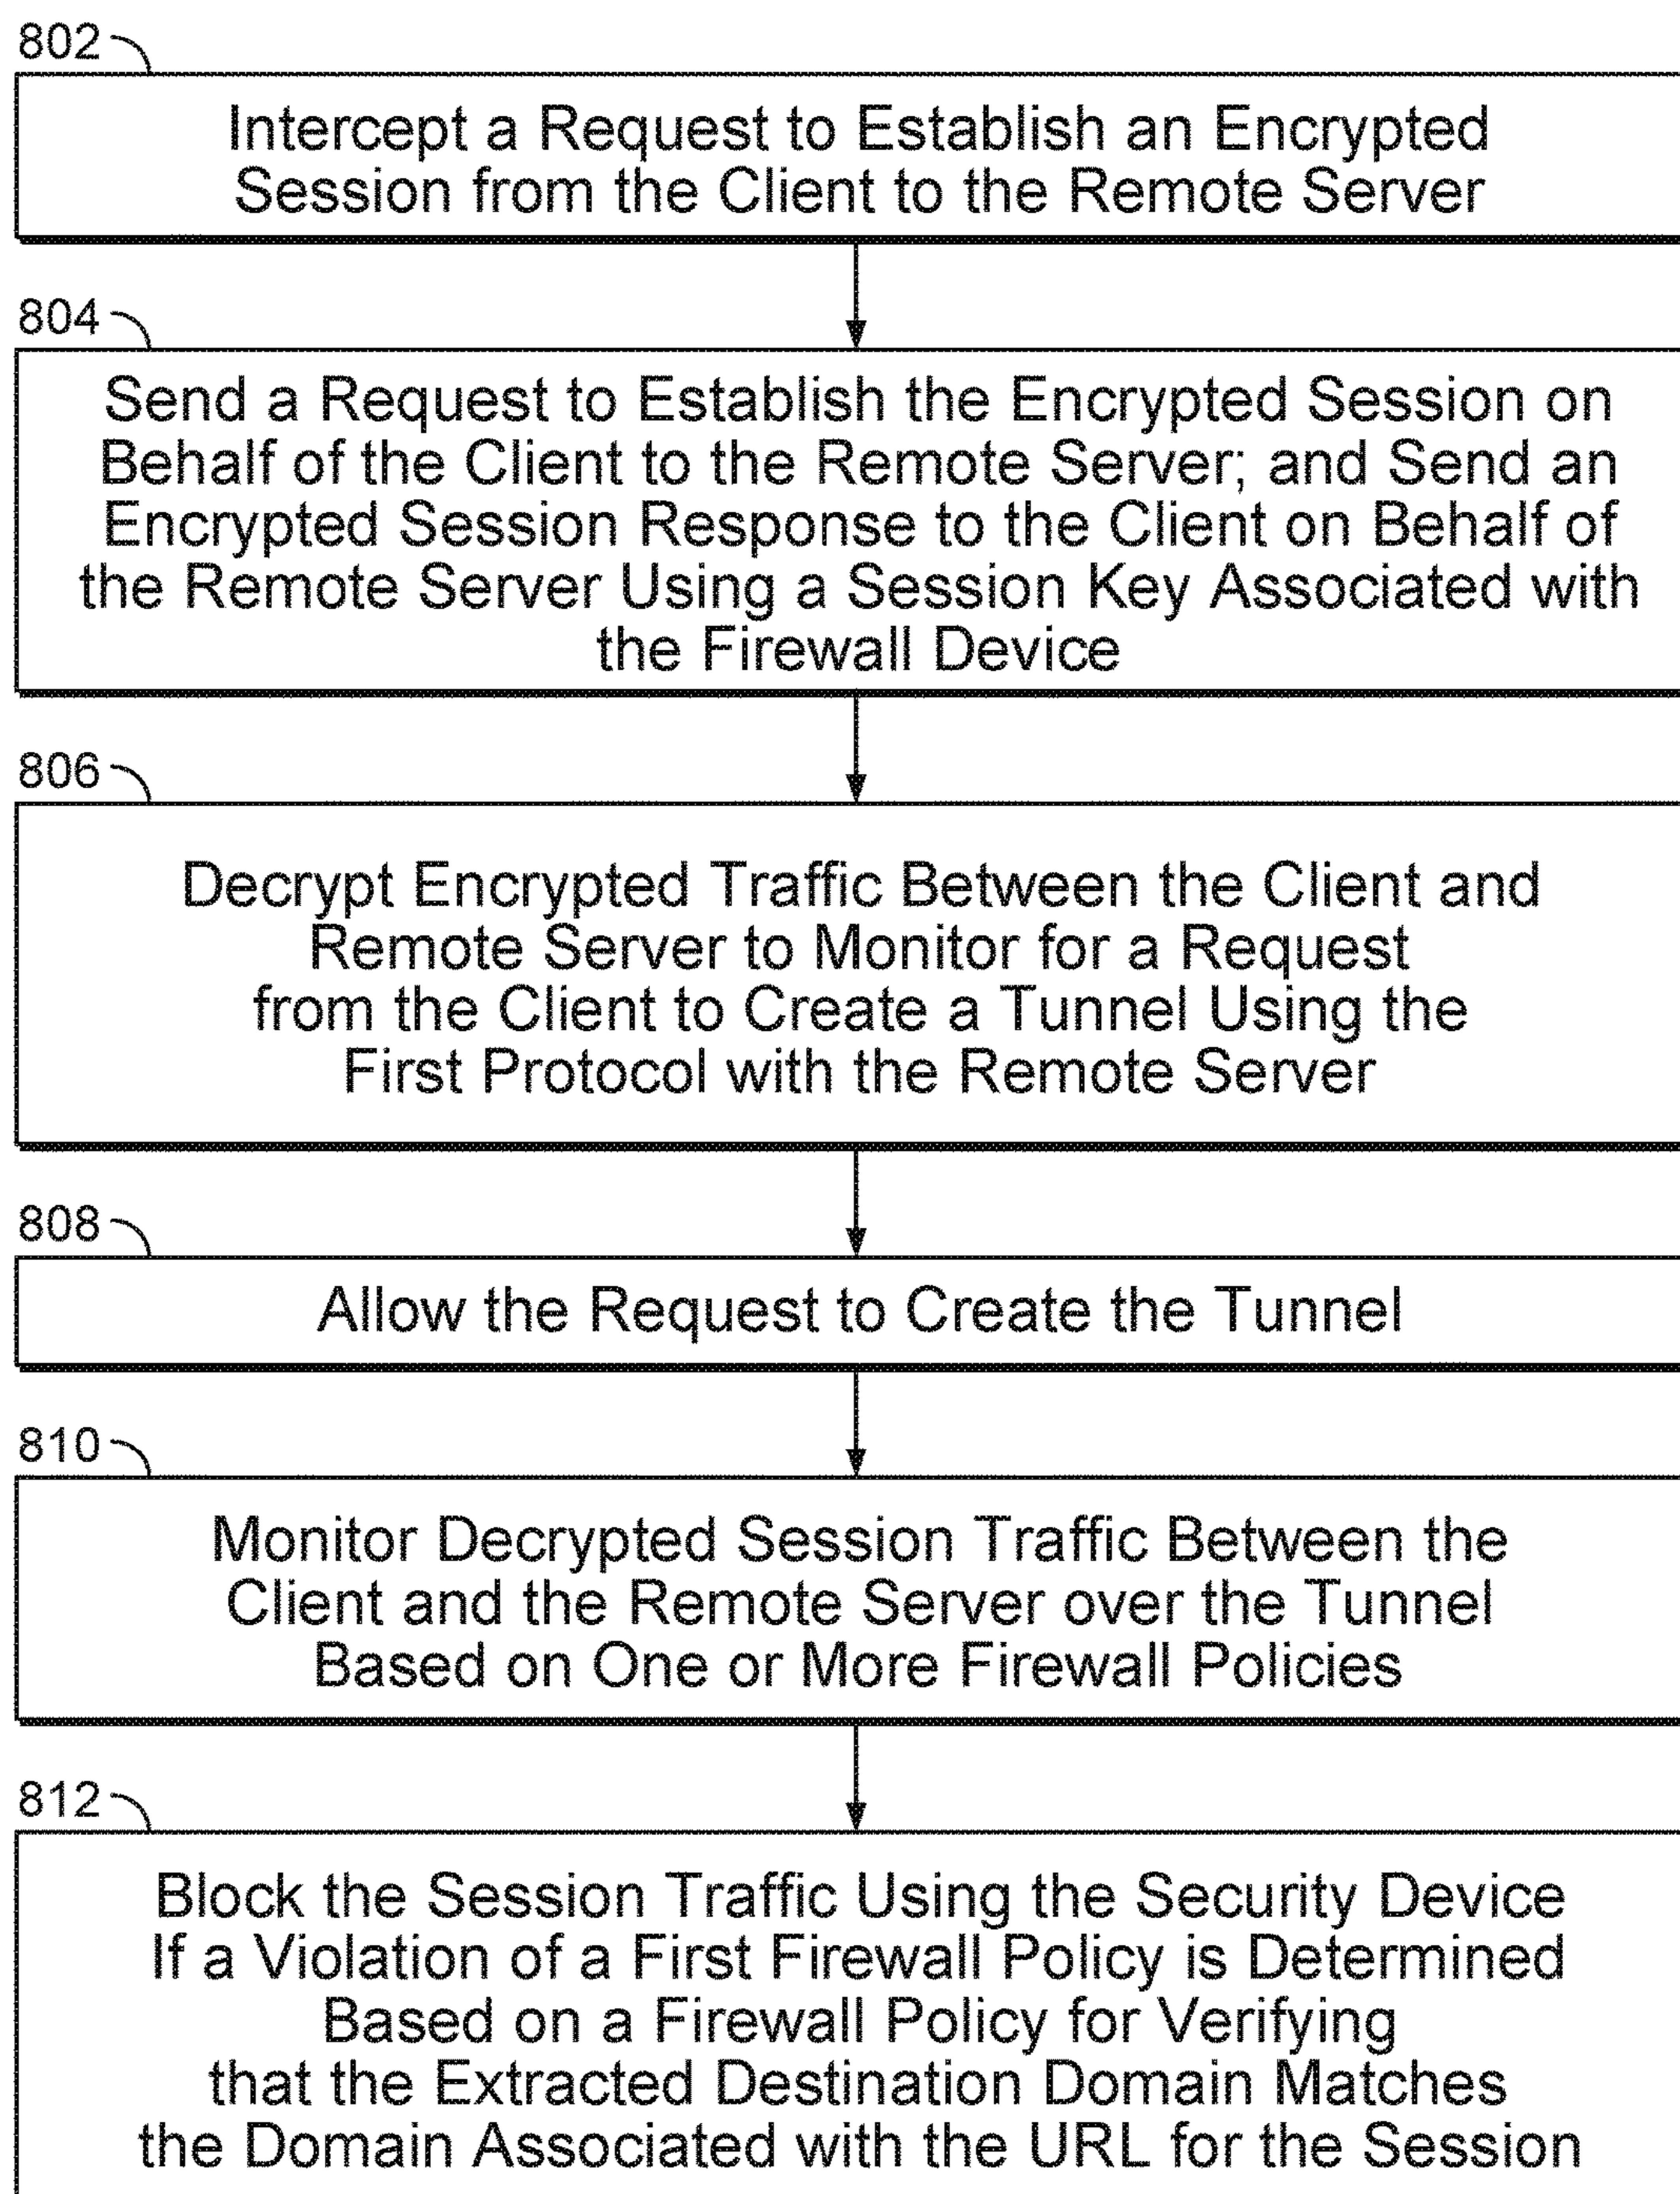 802
Intercept a Request to Establish an Encrypted
Session from the Client to the Remote Server
804
Send a Request to Establish the Encrypted Session on
Behalf of the Client to the Remote Server; and Send an
Encrypted Session Response to the Client on Behalf of
the Remote Server Using a Session Key Associated with
the Firewall Device
806
Decrypt Encrypted Traffic Between the Client and
Remote Server to Monitor for a Request
from the Client to Create a Tunnel Using the
First Protocol with the Remote Server
808
Allow the Request to Create the Tunnel
810
Monitor Decrypted Session Traffic Between the
Client and the Remote Server over the Tunnel
Based on One or More Firewall Policies
812
Block the Session Traffic Using the Security Device
If a Violation of a First Firewall Policy is Determined
Based on a Firewall Policy for Verifying
that the Extracted Destination Domain Matches
the Domain Associated with the URL for the Session